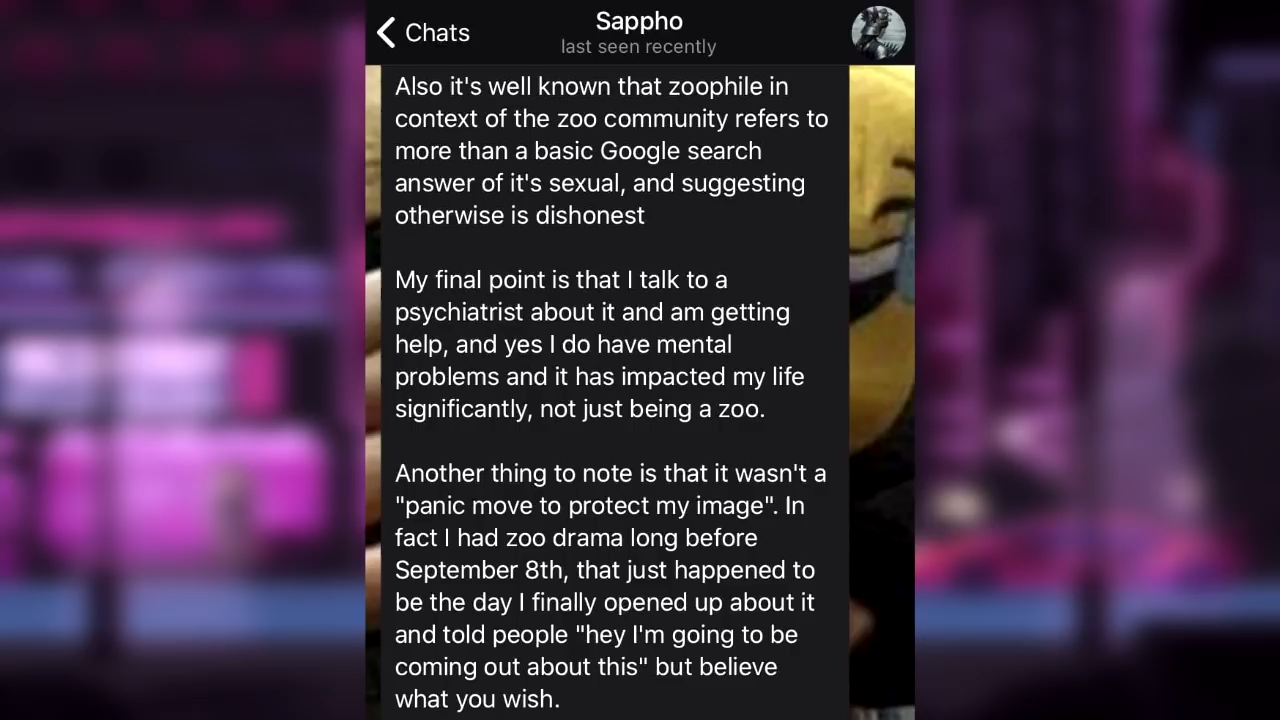 Chats
Sappho
last seen recently
Also it's well known that zoophile in
context of the zoo community refers to
more than a basic Google search
answer of it's sexual, and suggesting
otherwise is dishonest
My final point is that I talk to a
psychiatrist about it and am getting
help, and yes I do have mental
problems and it has impacted my life
significantly, not just being a zoo.
Another thing to note is that it wasn't a
"panic move to protect my image". In
fact I had zoo drama long before
September 8th, that just happened to
be the day I finally opened up about it
and told people "hey I'm going to be
coming out about this" but believe
what you wish.